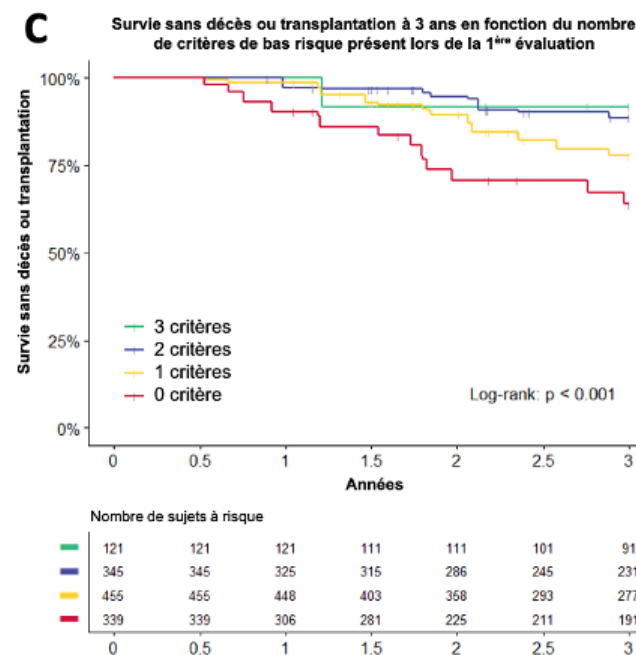 C
Survie sans décès ou transplantation à 3 ans en fonction du nombre
de critères de bas risque présent lors de la 1ère évaluation
Survie sans décès ou transplantation
100%
75%
50%
25%
0%
3 critères
2 critères
1 critères
0 critère
Log-rank: p < 0.001
0 0.5 1 1.5 2 2.5 3
Années
Nombre de sujets à risque
121 121 121 111 111 101 91
345 345 325 315 286 245 231
455 455 448 403 358 293 277
339 339 306 281 225 211 191
0 0.5 1 1.5 2 2.5 3